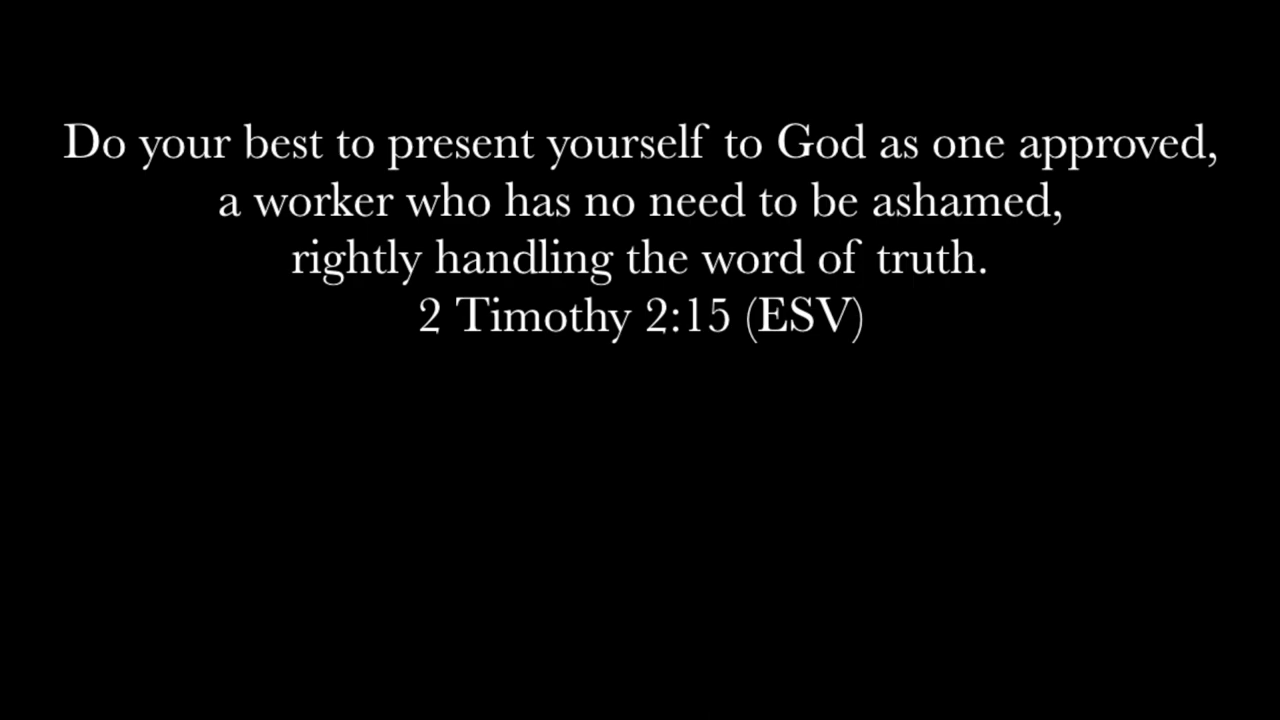 Do your best to present yourself to God as one approved,
a worker who has no need to be ashamed,
rightly handling the word of truth.
2 Timothy 2:15 (ESV)